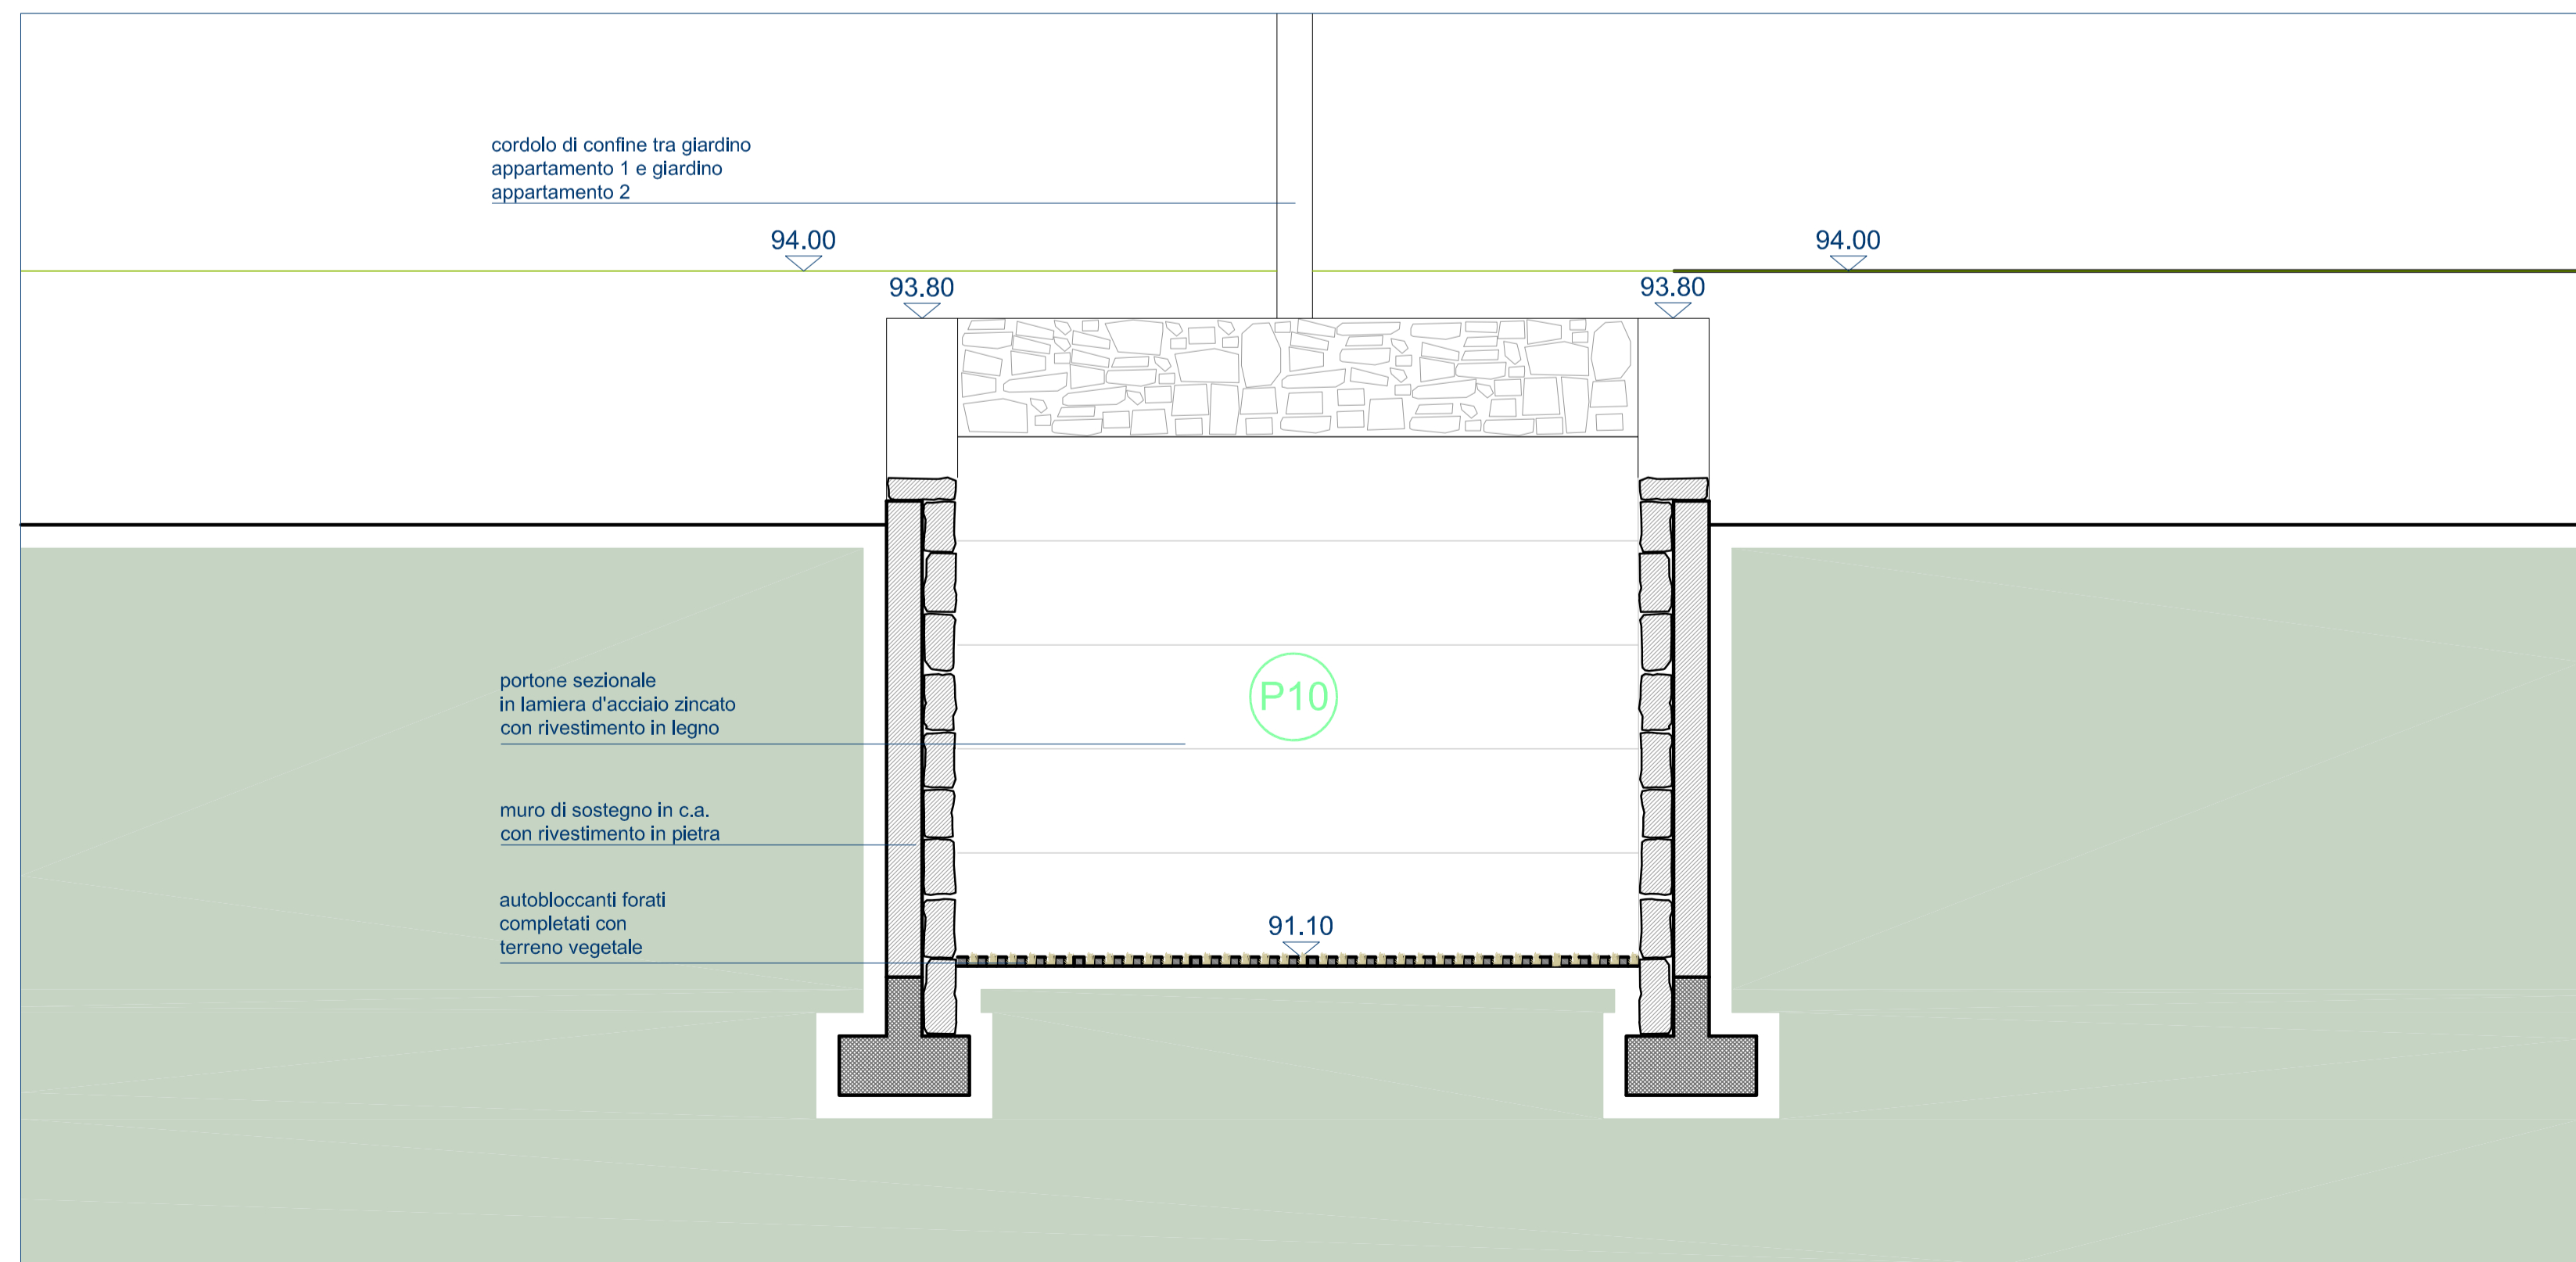 cordolo di confine tra giardino
appartamento 1 e giardino
appartamento 2
94.00
94.00
93.80
93.80
portone sezionale
in lamiera d'acciaio zincato
con rivestimento in legno
P10
muro di sostegno in c.a.
con rivestimento in pietra
autobloccanti forati
completati con
terreno vegetale
91.10